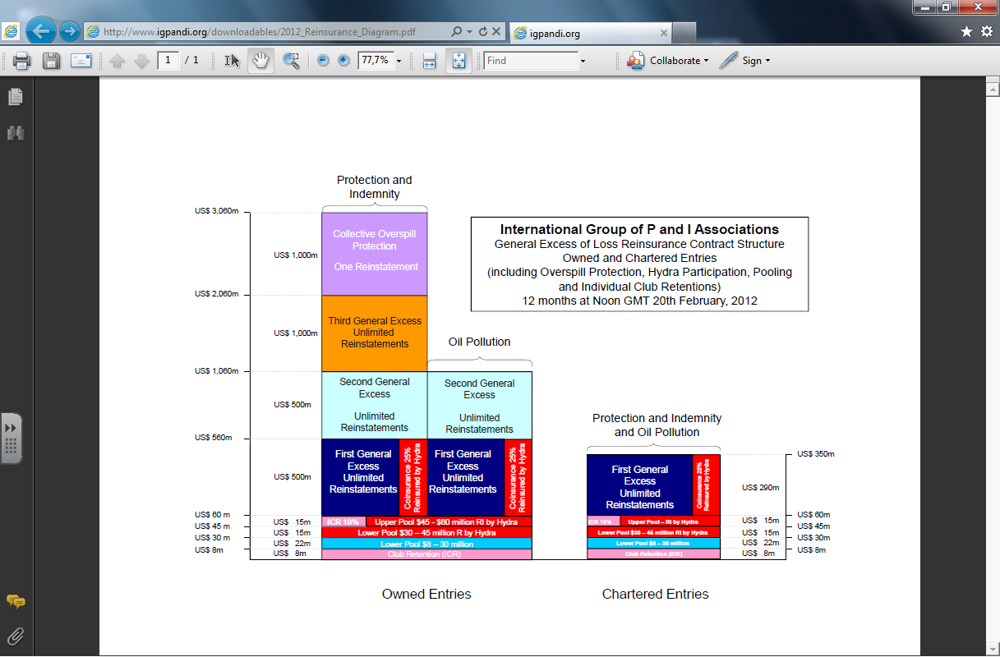 http://www.igpandi.org/downloadables/2012_Reinsurance_Diagram.pdf
igpandi.org
1 / 1
77,7%
Find
Collaborate
Sign
Protection and
Indemnity
US$ 3,060m
US$ 2,060m
US$ 1,060m
US$ 560m
US$ 60 m
US$ 45 m
US$ 30 m
US$ 8m
US$ 1,000m
US$ 1,000m
US$ 500m
US$ 500m
US$ 15m
US$ 15m
US$ 22m
US$ 8m
Collective Overspill
Protection
One Reinstatement
Third General Excess
Unlimited
Reinstatements
Oil Pollution
Second General
Excess
Unlimited
Reinstatements
Second General
Excess
Unlimited
Reinstatements
First General
Excess
Unlimited
Reinstatements
Coinsurance 25%
Reinsured by Hydra
First General
Excess
Unlimited
Reinstatements
Coinsurance 25%
Reinsured by Hydra
ICR 10%
Upper Pool $45 - $60 million RI by Hydra
Lower Pool $30 – 45 million R by Hydra
Lower Pool $8 – 30 million
Club Retention (ICR)
Owned Entries
International Group of P and I Associations
General Excess of Loss Reinsurance Contract Structure
Owned and Chartered Entries
(including Overspill Protection, Hydra Participation, Pooling
and Individual Club Retentions)
12 months at Noon GMT 20th February, 2012
Protection and Indemnity
and Oil Pollution
First General
Excess
Unlimited
Reinstatements
Coinsurance 25%
Reinsured by Hydra
ICR 10%
Upper Pool – RI by Hydra
Lower Pool $30 – 45 million RI by Hydra
Lower Pool $8 – 30 million
Club Retention (ICR)
US$ 290m
US$ 15m
US$ 15m
US$ 22m
US$ 8m
US$ 350m
US$ 60m
US$ 45m
US$ 30m
US$ 8m
Chartered Entries